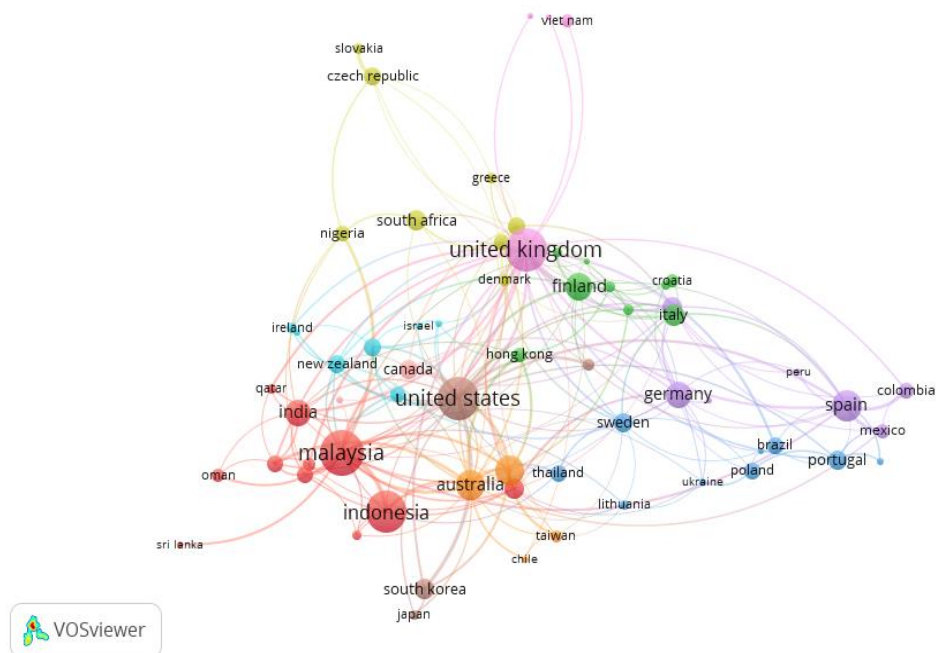 viet nam
slovakia
czech republic
greece
south africa
nigeria
united kingdom
denmark
croatia
finland
italy
ireland
israel
hong kong
new zealand
canada
peru
qatar
united states
germany
colombia
india
spain
sweden
mexico
malaysia
brazil
portugal
oman
thailand
poland
australia
ukraine
lithuania
indonesia
taiwan
sri lanka
chile
south korea
japan
VOSviewer